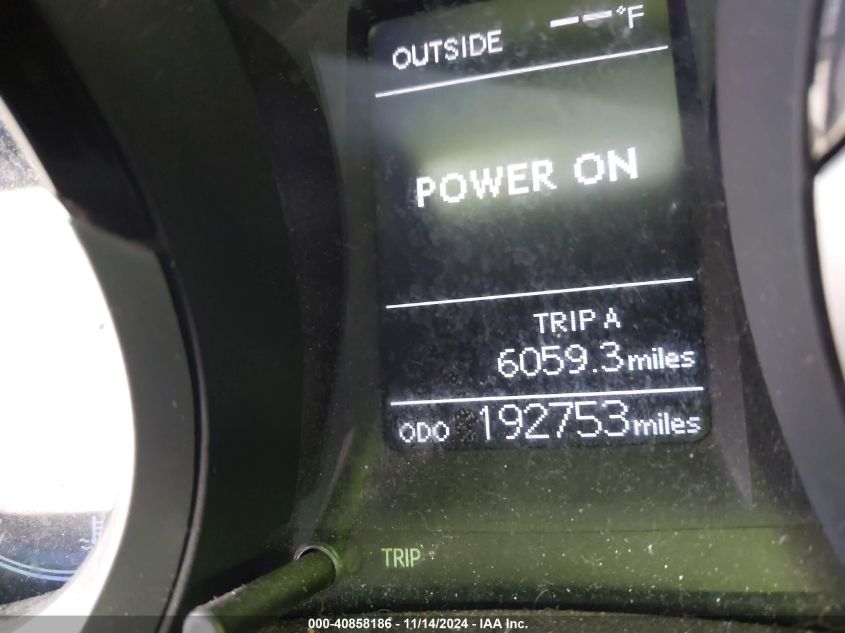 OUTSIDE --°F
POWER ON
TRIP A
6059.3 miles
ODO 192753 miles
TRIP
000-40858186 - 11/14/2024 - IAA Inc.